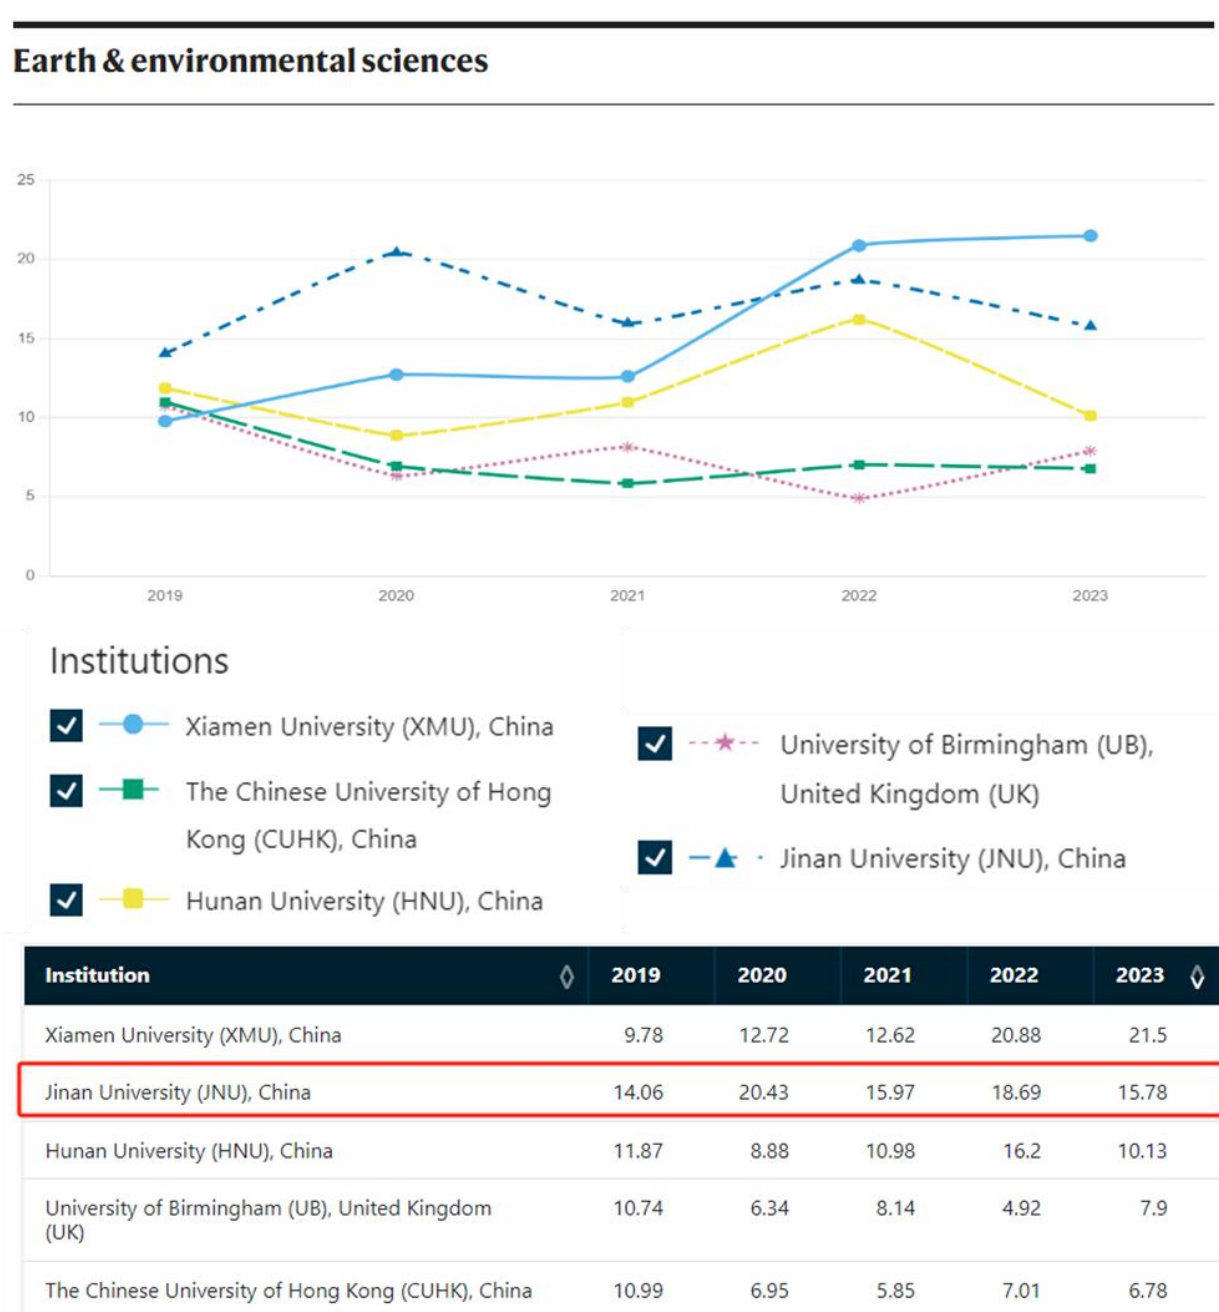 Earth & environmental sciences
25
20
15
10
5
0
2019 2020 2021 2022 2023
Institutions
Xiamen University (XMU), China
The Chinese University of Hong
Kong (CUHK), China
Hunan University (HNU), China
University of Birmingham (UB),
United Kingdom (UK)
Jinan University (JNU), China
Institution 2019 2020 2021 2022 2023
Xiamen University (XMU), China 9.78 12.72 12.62 20.88 21.5
Jinan University (JNU), China 14.06 20.43 15.97 18.69 15.78
Hunan University (HNU), China 11.87 8.88 10.98 16.2 10.13
University of Birmingham (UB), United Kingdom 10.74 6.34 8.14 4.92 7.9
(UK)
The Chinese University of Hong Kong (CUHK), China 10.99 6.95 5.85 7.01 6.78